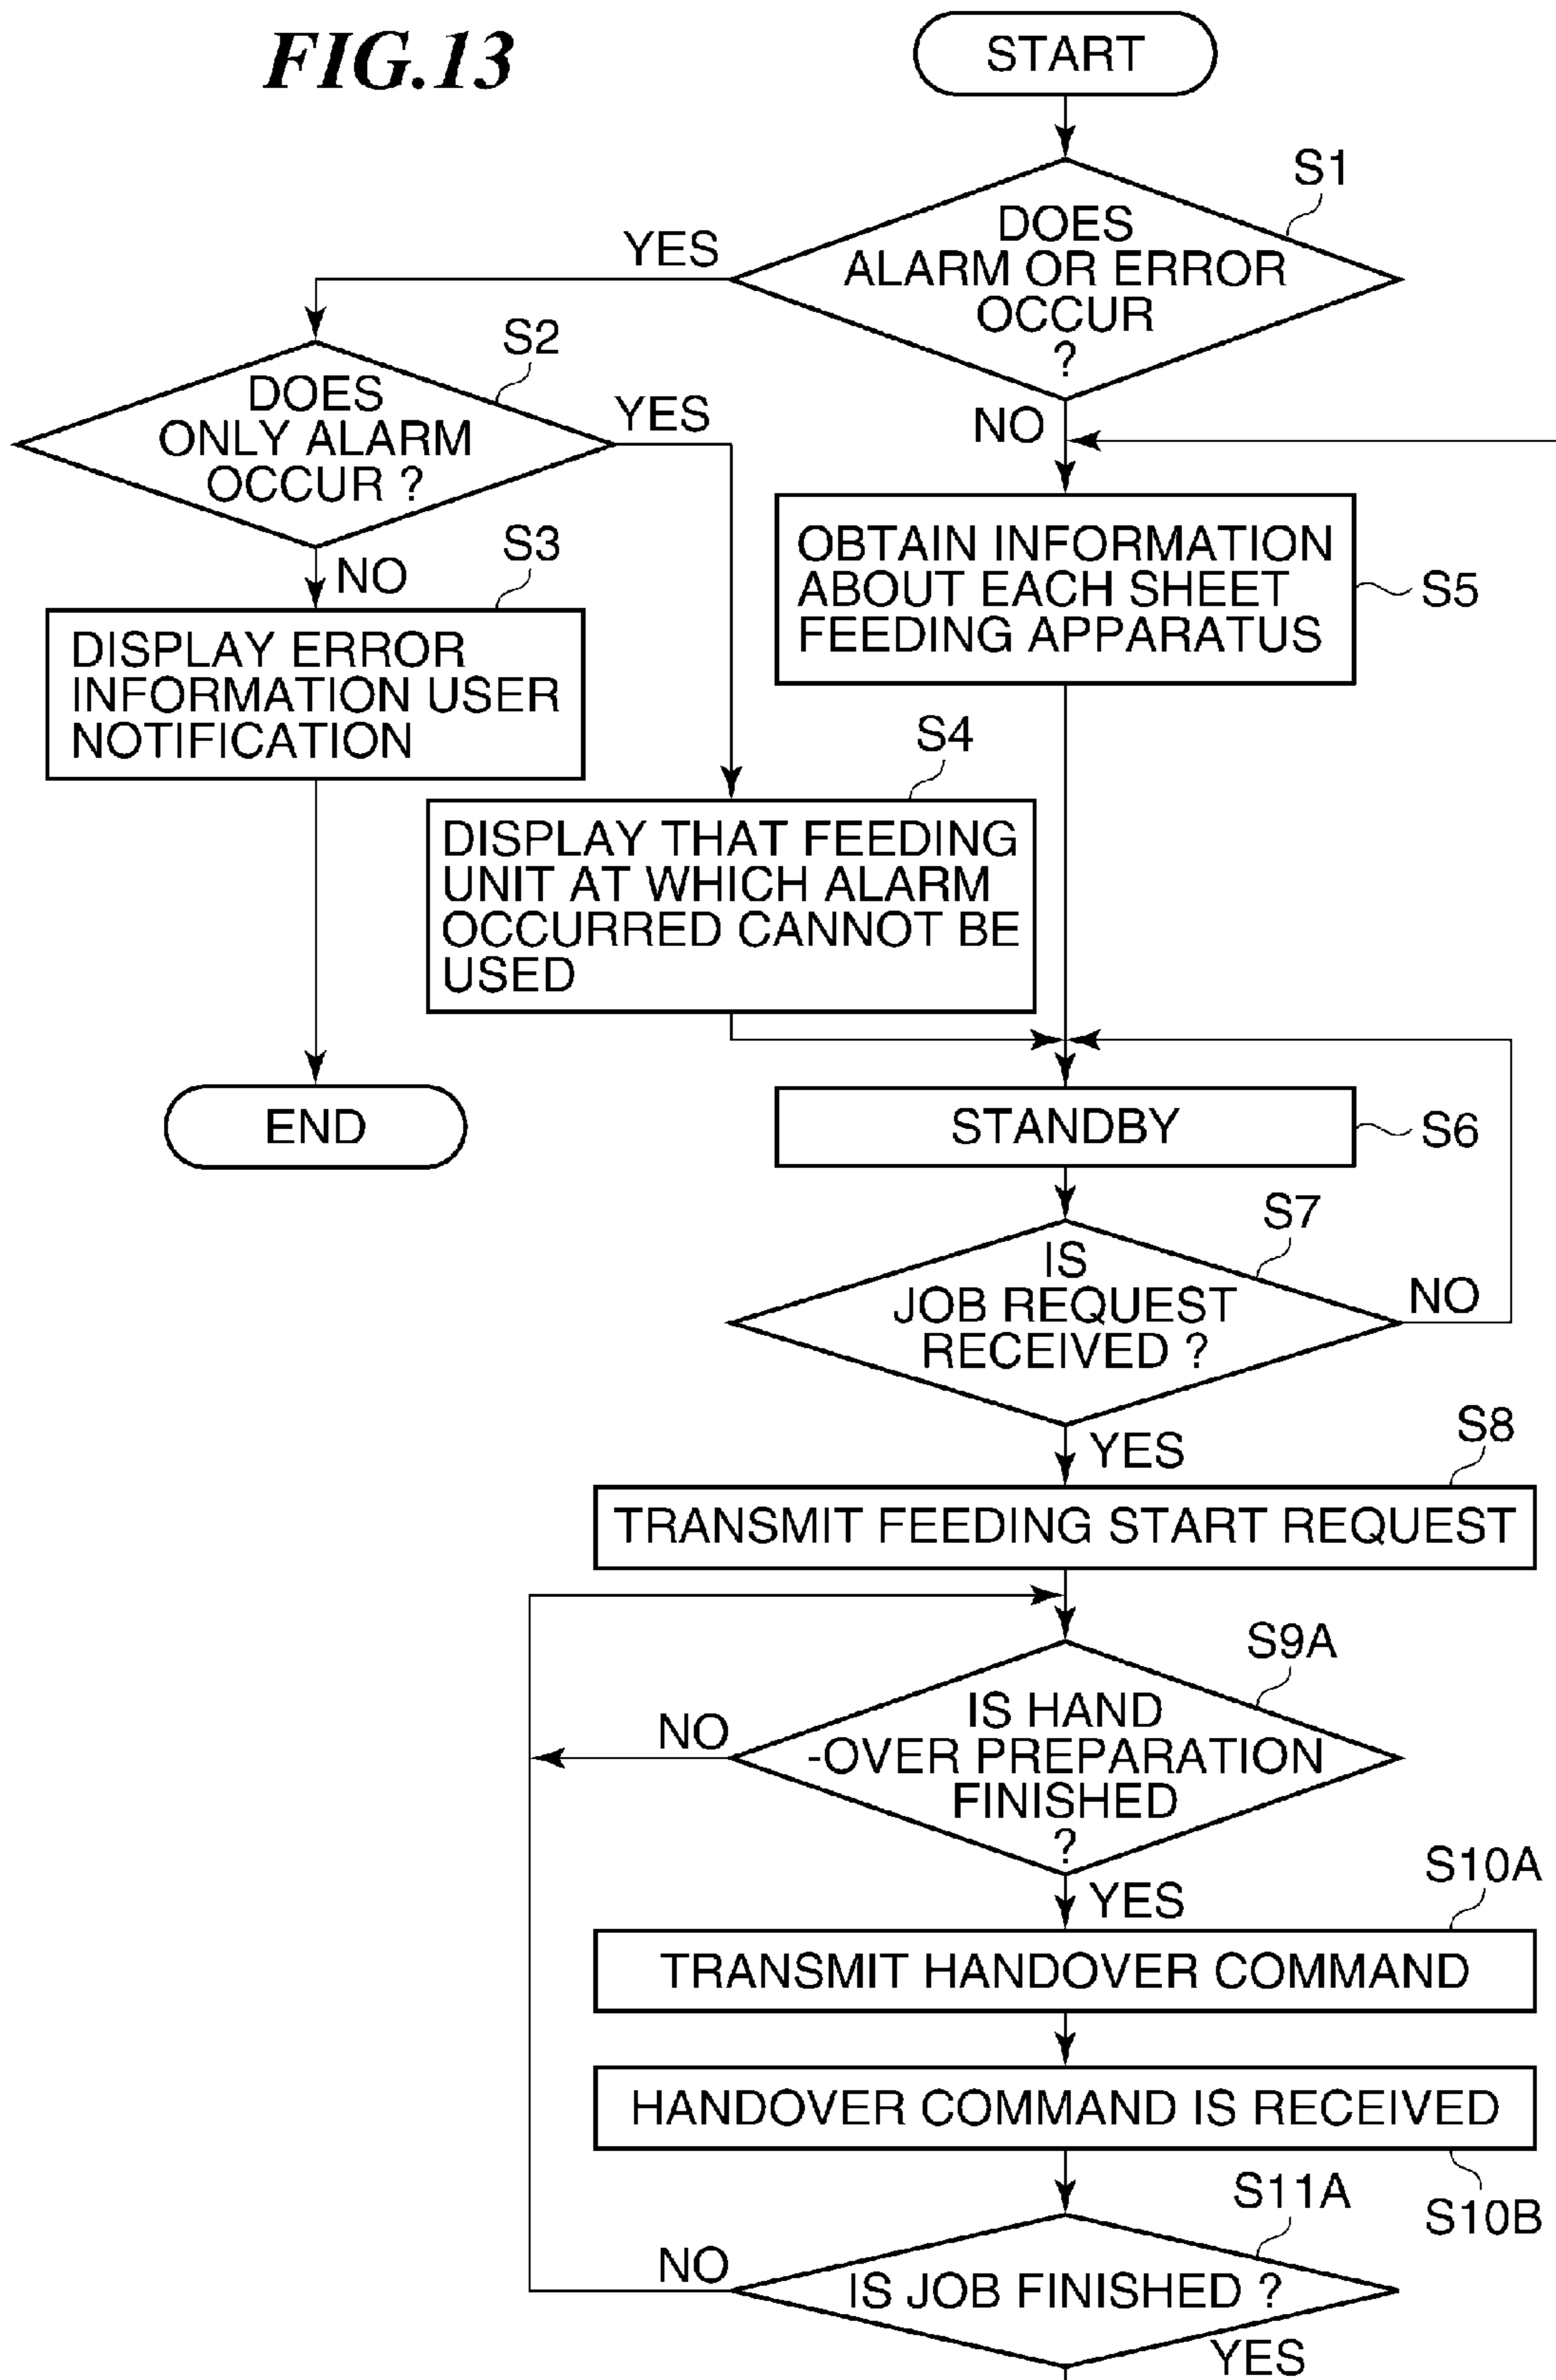 FIG.13
START
S1
DOES
ALARM OR ERROR
OCCUR
?
YES
NO
S2
DOES
ONLY ALARM
OCCUR ?
YES
NO
S3
DISPLAY ERROR
INFORMATION USER
NOTIFICATION
END
S4
DISPLAY THAT FEEDING
UNIT AT WHICH ALARM
OCCURRED CANNOT BE
USED
OBTAIN INFORMATION
ABOUT EACH SHEET
FEEDING APPARATUS
S5
STANDBY
S6
S7
IS
JOB REQUEST
RECEIVED ?
NO
YES
S8
TRANSMIT FEEDING START REQUEST
S9A
IS HAND
-OVER PREPARATION
FINISHED
?
NO
YES
S10A
TRANSMIT HANDOVER COMMAND
HANDOVER COMMAND IS RECEIVED
S10B
S11A
IS JOB FINISHED ?
NO
YES